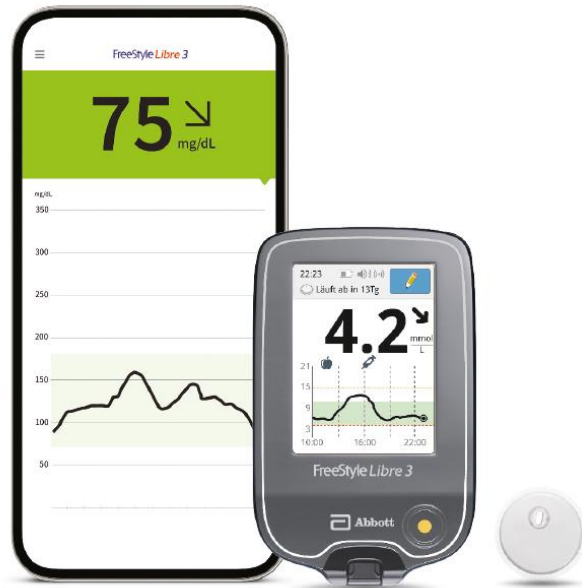 FreeStyle Libre 3
75
mg/dL
mg/dL
350
300
250
200
150
100
50
22:23
Läuft ab in 13Tg
4.2
mmol
L
21
15
9
3
10:00 16:00 22:00
FreeStyle Libre 3
Abbott